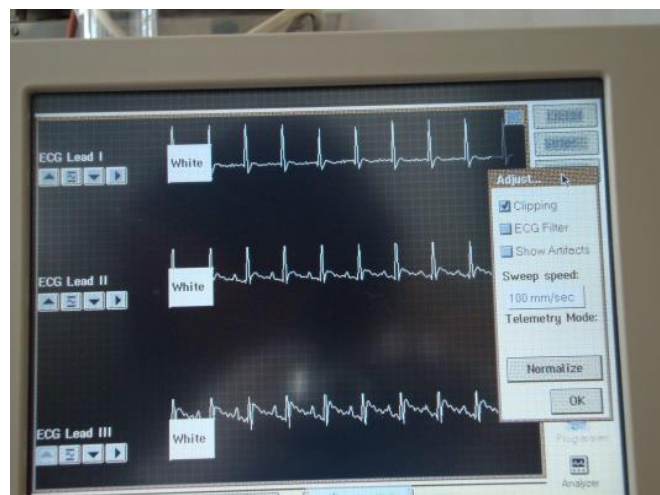 ECG Lead I
White
Adjust...
Clipping
ECG Filter
Show Artifacts
ECG Lead II
White
Sweep speed:
100 mm/sec
Telemetry Mode:
Normalize
OK
ECG Lead III
White
Programmer
Analyzer